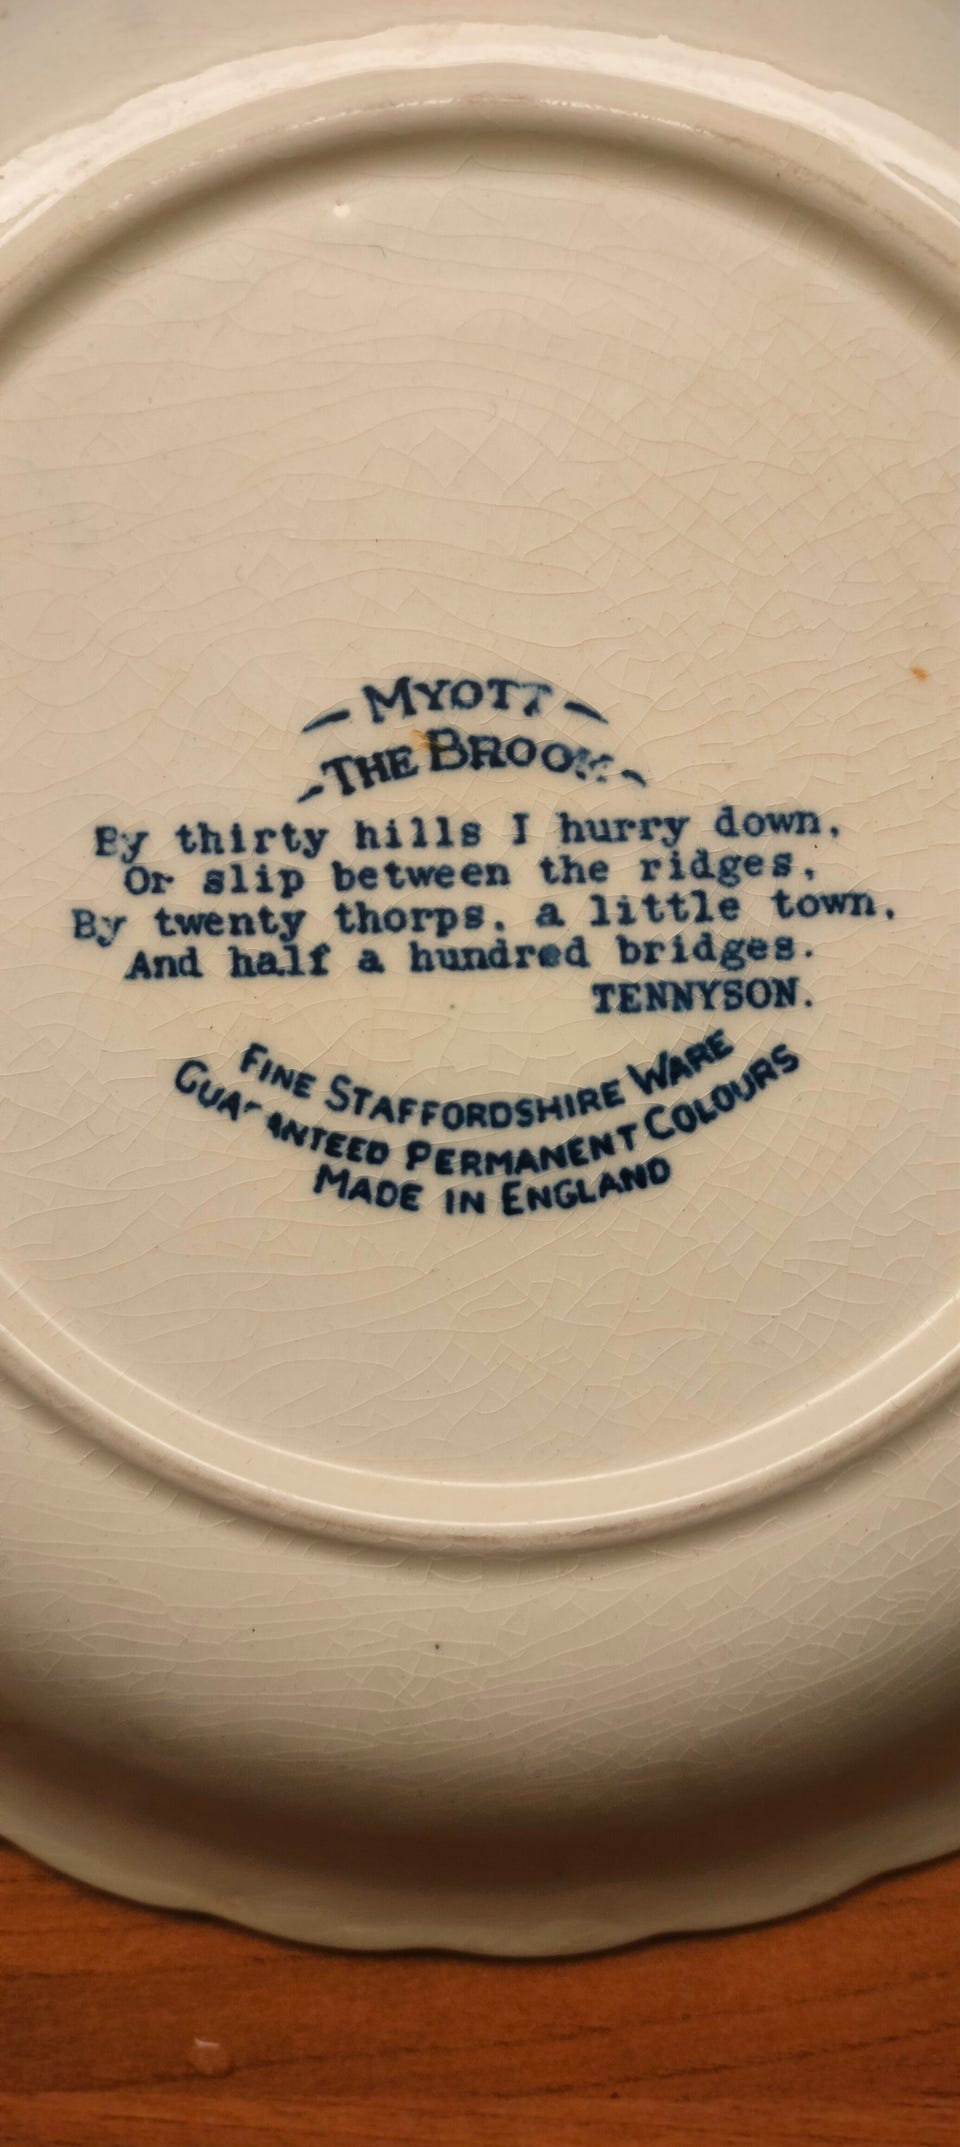 MYOTT
THE BROOK
By thirty hills I hurry down,
Or slip between the ridges,
By twenty thorps, a little town,
And half a hundred bridges.
TENNYSON.
FINE STAFFORDSHIRE WARE
GUARANTEED PERMANENT COLOURS
MADE IN ENGLAND